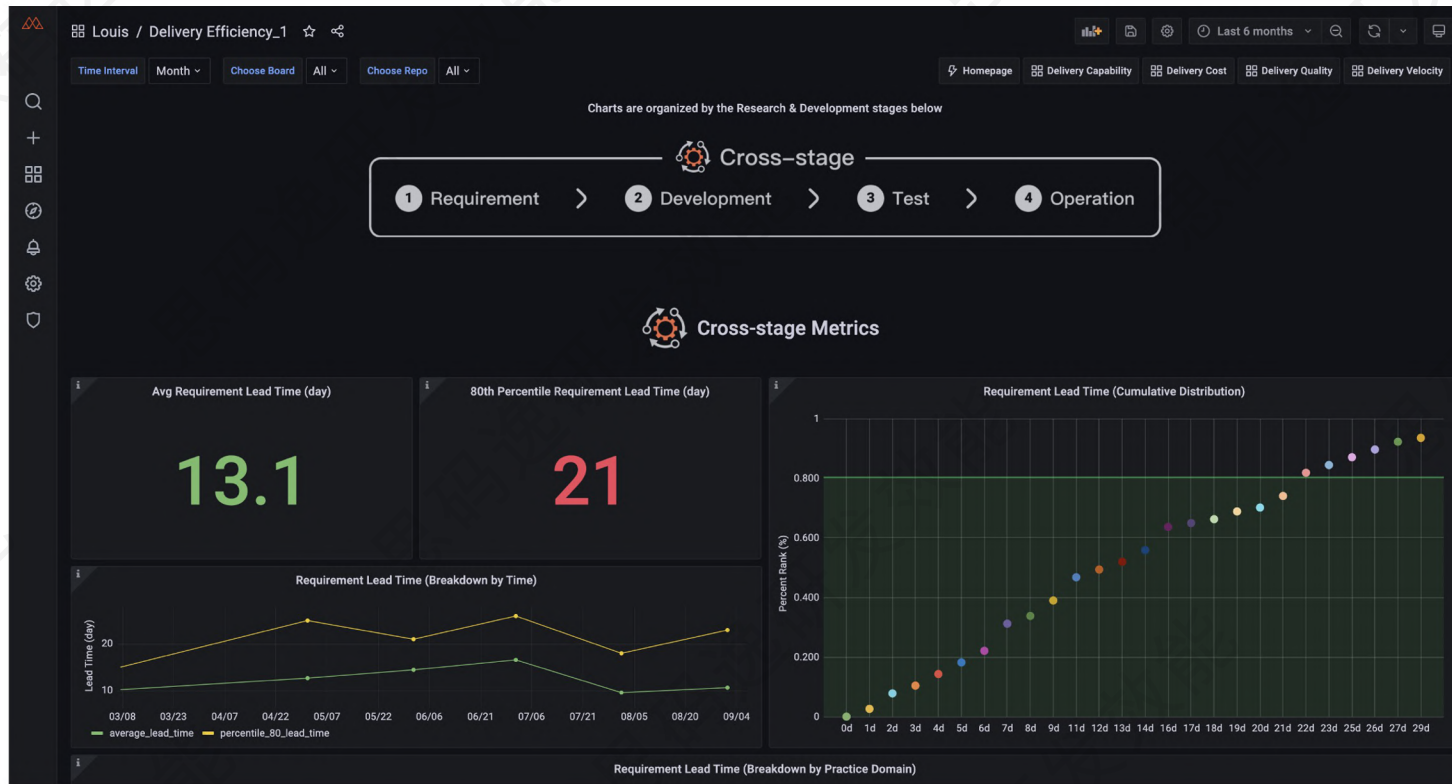 Louis / Delivery Efficiency_1
Last 6 months
Time Interval Month Choose Board All Choose Repo All
Homepage Delivery Capability Delivery Cost Delivery Quality Delivery Velocity
Charts are organized by the Research & Development stages below
Cross–stage
1 Requirement 2 Development 3 Test 4 Operation
Cross-stage Metrics
Avg Requirement Lead Time (day)
13.1
80th Percentile Requirement Lead Time (day)
21
Requirement Lead Time (Cumulative Distribution)
Percent Rank (%)
1
0.800
0.600
0.400
0.200
0
0d 1d 2d 3d 4d 5d 6d 7d 8d 9d 11d 12d 13d 14d 16d 17d 18d 19d 20d 21d 22d 23d 25d 26d 27d 29d
Requirement Lead Time (Breakdown by Time)
Lead Time (day)
20
10
03/08 03/23 04/07 04/22 05/07 05/22 06/06 06/21 07/06 07/21 08/05 08/20 09/04
average_lead_time percentile_80_lead_time
Requirement Lead Time (Breakdown by Practice Domain)